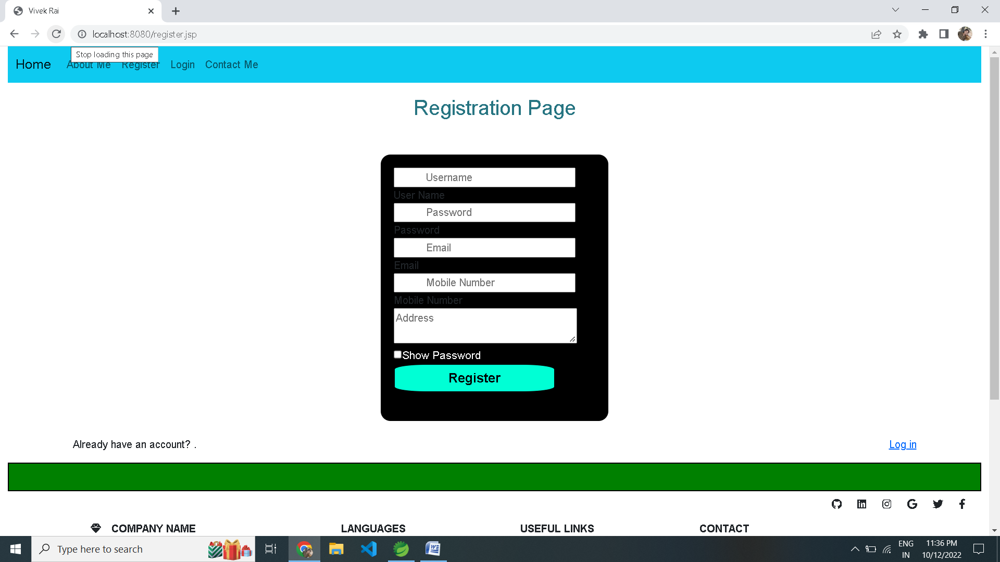 Vivek Rai
localhost:8080/register.jsp
Stop loading this page
Home About Me Register Login Contact Me
Registration Page
Username
User Name
Password
Password
Email
Email
Mobile Number
Mobile Number
Address
Show Password
Register
Already have an account? . Log in
COMPANY NAME LANGUAGES USEFUL LINKS CONTACT
Type here to search
ENG 11:36 PM
IN 10/12/2022